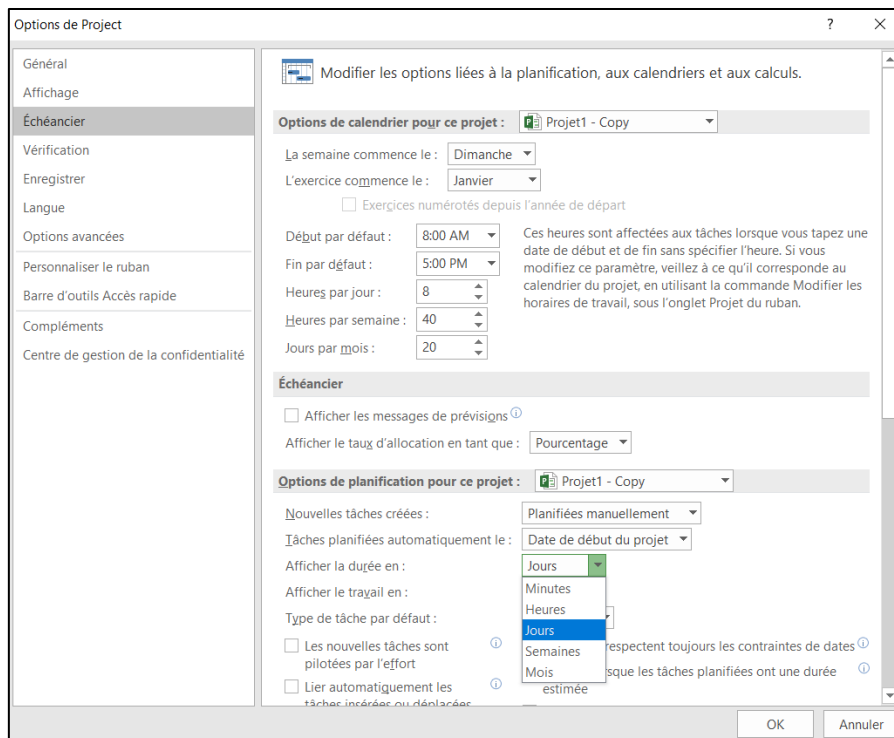 Options de Project
?
Général
Affichage
Échéancier
Vérification
Enregistrer
Langue
Options avancées
Personnaliser le ruban
Barre d'outils Accès rapide
Compléments
Centre de gestion de la confidentialité
Modifier les options liées à la planification, aux calendriers et aux calculs.
Options de calendrier pour ce projet : Projet1 - Copy
La semaine commence le : Dimanche
L'exercice commence le : Janvier
Exercices numérotés depuis l'année de départ
Début par défaut : 8:00 AM
Fin par défaut : 5:00 PM
Heures par jour : 8
Heures par semaine : 40
Jours par mois : 20
Ces heures sont affectées aux tâches lorsque vous tapez une
date de début et de fin sans spécifier l'heure. Si vous
modifiez ce paramètre, veillez à ce qu'il corresponde au
calendrier du projet, en utilisant la commande Modifier les
horaires de travail, sous l'onglet Projet du ruban.
Échéancier
Afficher les messages de prévisions
Afficher le taux d'allocation en tant que : Pourcentage
Options de planification pour ce projet : Projet1 - Copy
Nouvelles tâches créées : Planifiées manuellement
Tâches planifiées automatiquement le : Date de début du projet
Afficher la durée en : Jours
Afficher le travail en :
Type de tâche par défaut :
Minutes
Heures
Jours
Semaines
Mois
Les nouvelles tâches sont
pilotées par l'effort
respectent toujours les contraintes de dates
Lier automatiquement les
tâches insérées ou déplacées
les tâches planifiées ont une durée
estimée
OK
Annuler